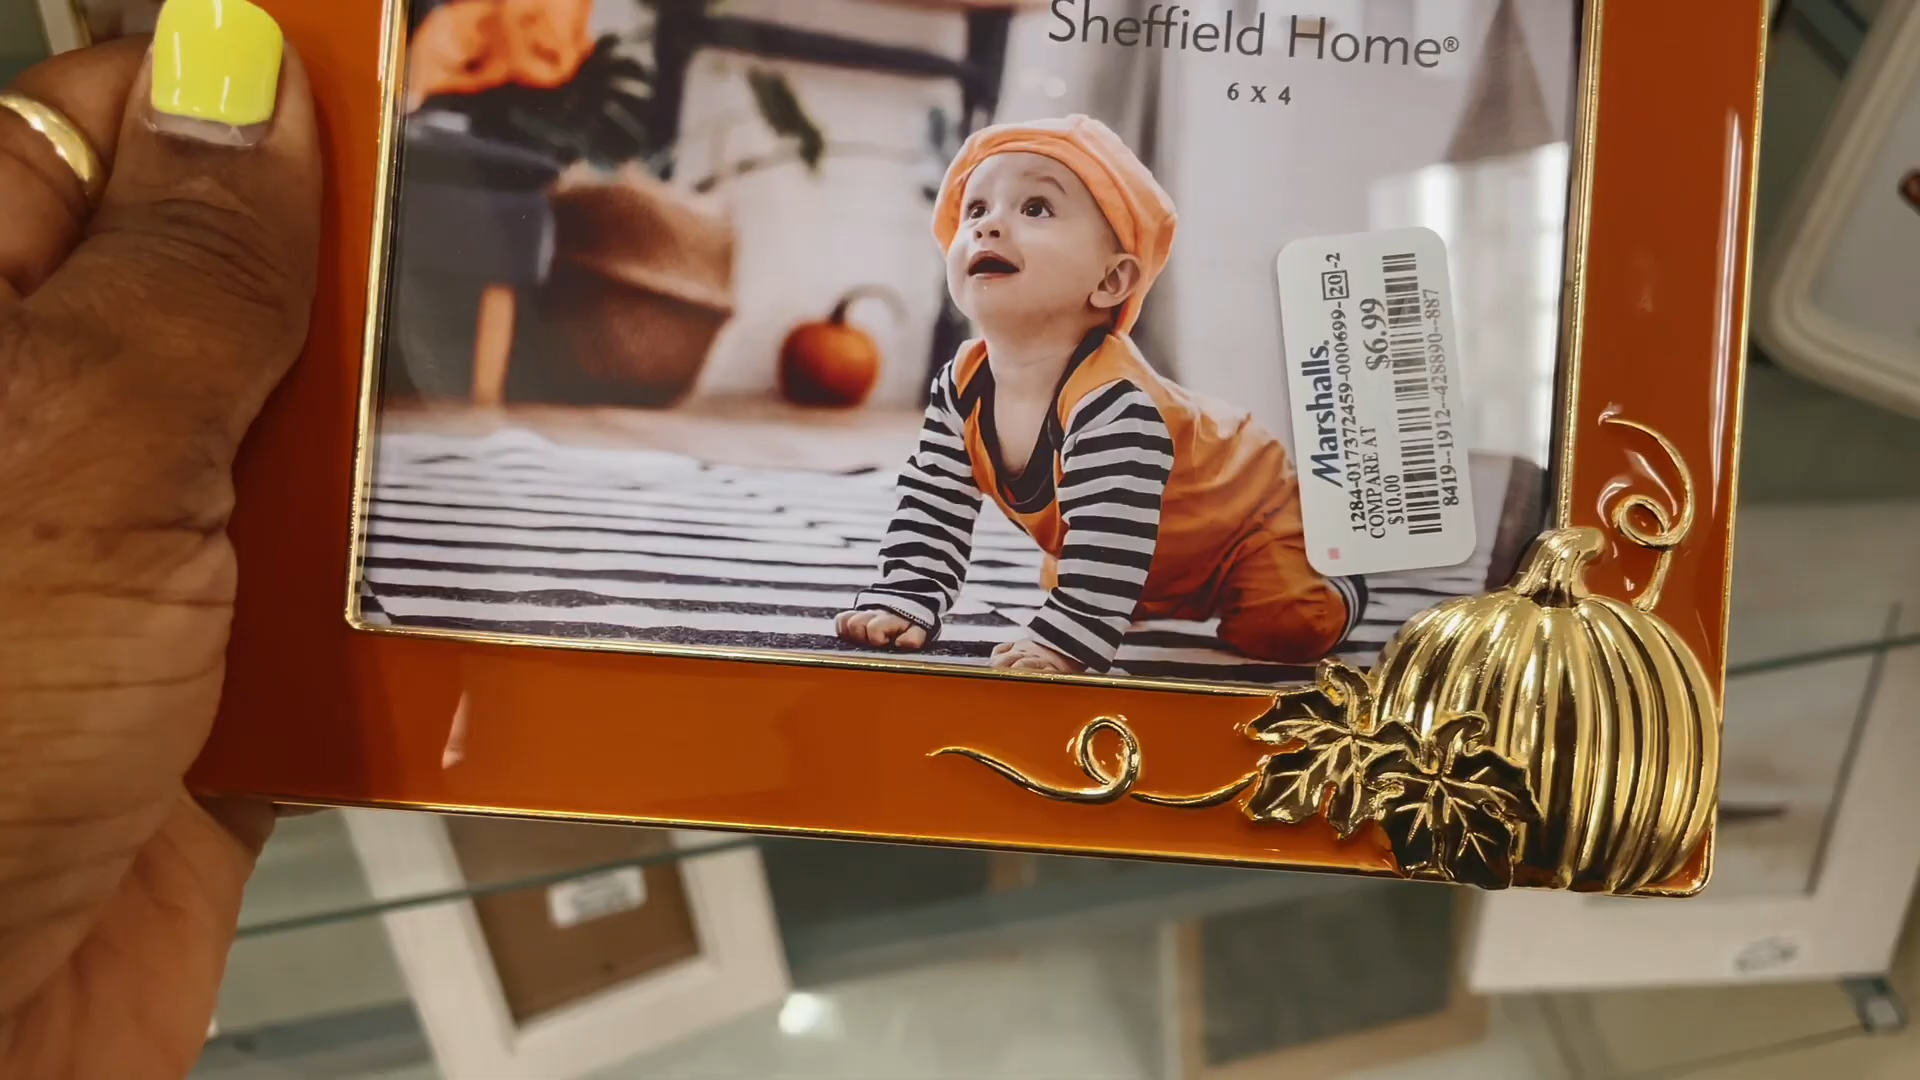 Sheffield Home®
6 X 4
Marshalls.
1284-017372459-000699-20-2
COMPARE AT
$10.00
$6.99
8419--1912--428890--887